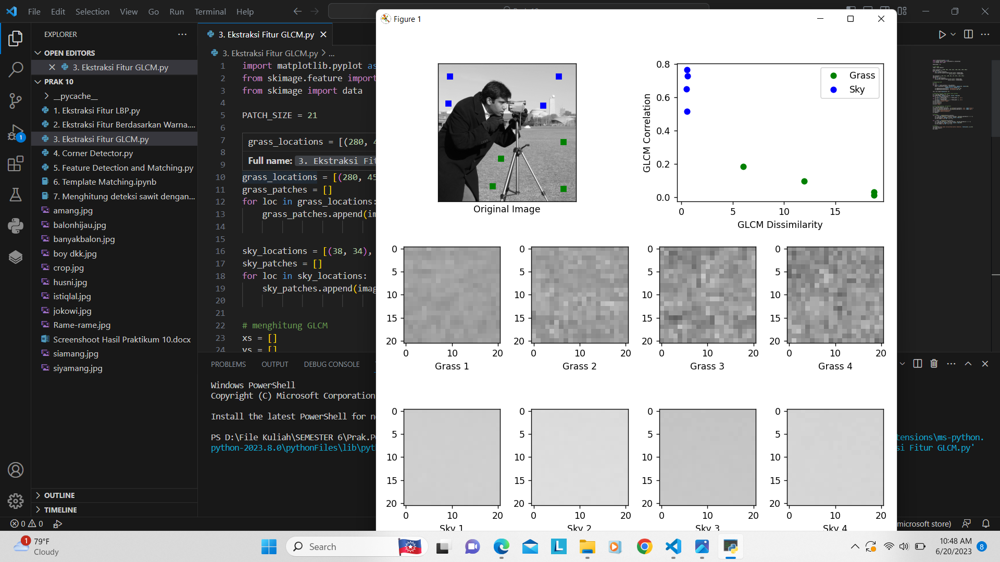 File Edit Selection View Go Run Terminal Help
Figure 1
EXPLORER
OPEN EDITORS
3. Ekstraksi Fitur GLCM.py
PRAK 10
__pycache__
1. Ekstraksi Fitur LBP.py
2. Ekstraksi Fitur Berdasarkan Warna....
3. Ekstraksi Fitur GLCM.py
4. Corner Detector.py
5. Feature Detection and Matching.py
6. Template Matching.ipynb
7. Menghitung deteksi sawit dengan...
amang.jpg
balonhijau.jpg
banyakbalon.jpg
boy dkk.jpg
crop.jpg
husni.jpg
istiqlal.jpg
jokowi.jpg
Rame-rame.jpg
Screenshoot Hasil Praktikum 10.docx
siamang.jpg
siyamang.jpg
OUTLINE
TIMELINE
3. Ekstraksi Fitur GLCM.py
3. Ekstraksi Fitur GLCM.py > ...
1 import matplotlib.pyplot as
2 from skimage.feature import
3 from skimage import data
4
5 PATCH_SIZE = 21
6
7 grass_locations = [(280, 4
8
Full name: 3. Ekstraksi Fit
9
10 grass_locations = [(280, 45
11 grass_patches = []
12 for loc in grass_locations:
13 grass_patches.append(im
14
15
16 sky_locations = [(38, 34),
17 sky_patches = []
18 for loc in sky_locations:
19 sky_patches.append(imag
20
21
22 # menghitung GLCM
23 xs = []
24 ys = []
PROBLEMS OUTPUT DEBUG CONSOLE
Windows PowerShell
Copyright (C) Microsoft Corporation
Install the latest PowerShell for n
PS D:\File Kuliah\SEMESTER 6\Prak.P
python-2023.8.0\pythonFiles\lib\pyt
tensions\ms-python.
si Fitur GLCM.py'
Original Image
0.8
0.6
0.4
0.2
0.0
GLCM Correlation
Grass
Sky
0 5 10 15
GLCM Dissimilarity
0 0 0 0
5 5 5 5
10 10 10 10
15 15 15 15
20 20 20 20
0 10 20 0 10 20 0 10 20 0 10 20
Grass 1 Grass 2 Grass 3 Grass 4
0 0 0 0
5 5 5 5
10 10 10 10
15 15 15 15
20 20 20 20
0 10 20 0 10 20 0 10 20 0 10 20
Sky 1 Sky 2 Sky 3 Sky 4
0 0
microsoft store)
1
1
79°F
Cloudy
Search
10:48 AM
6/20/2023
8